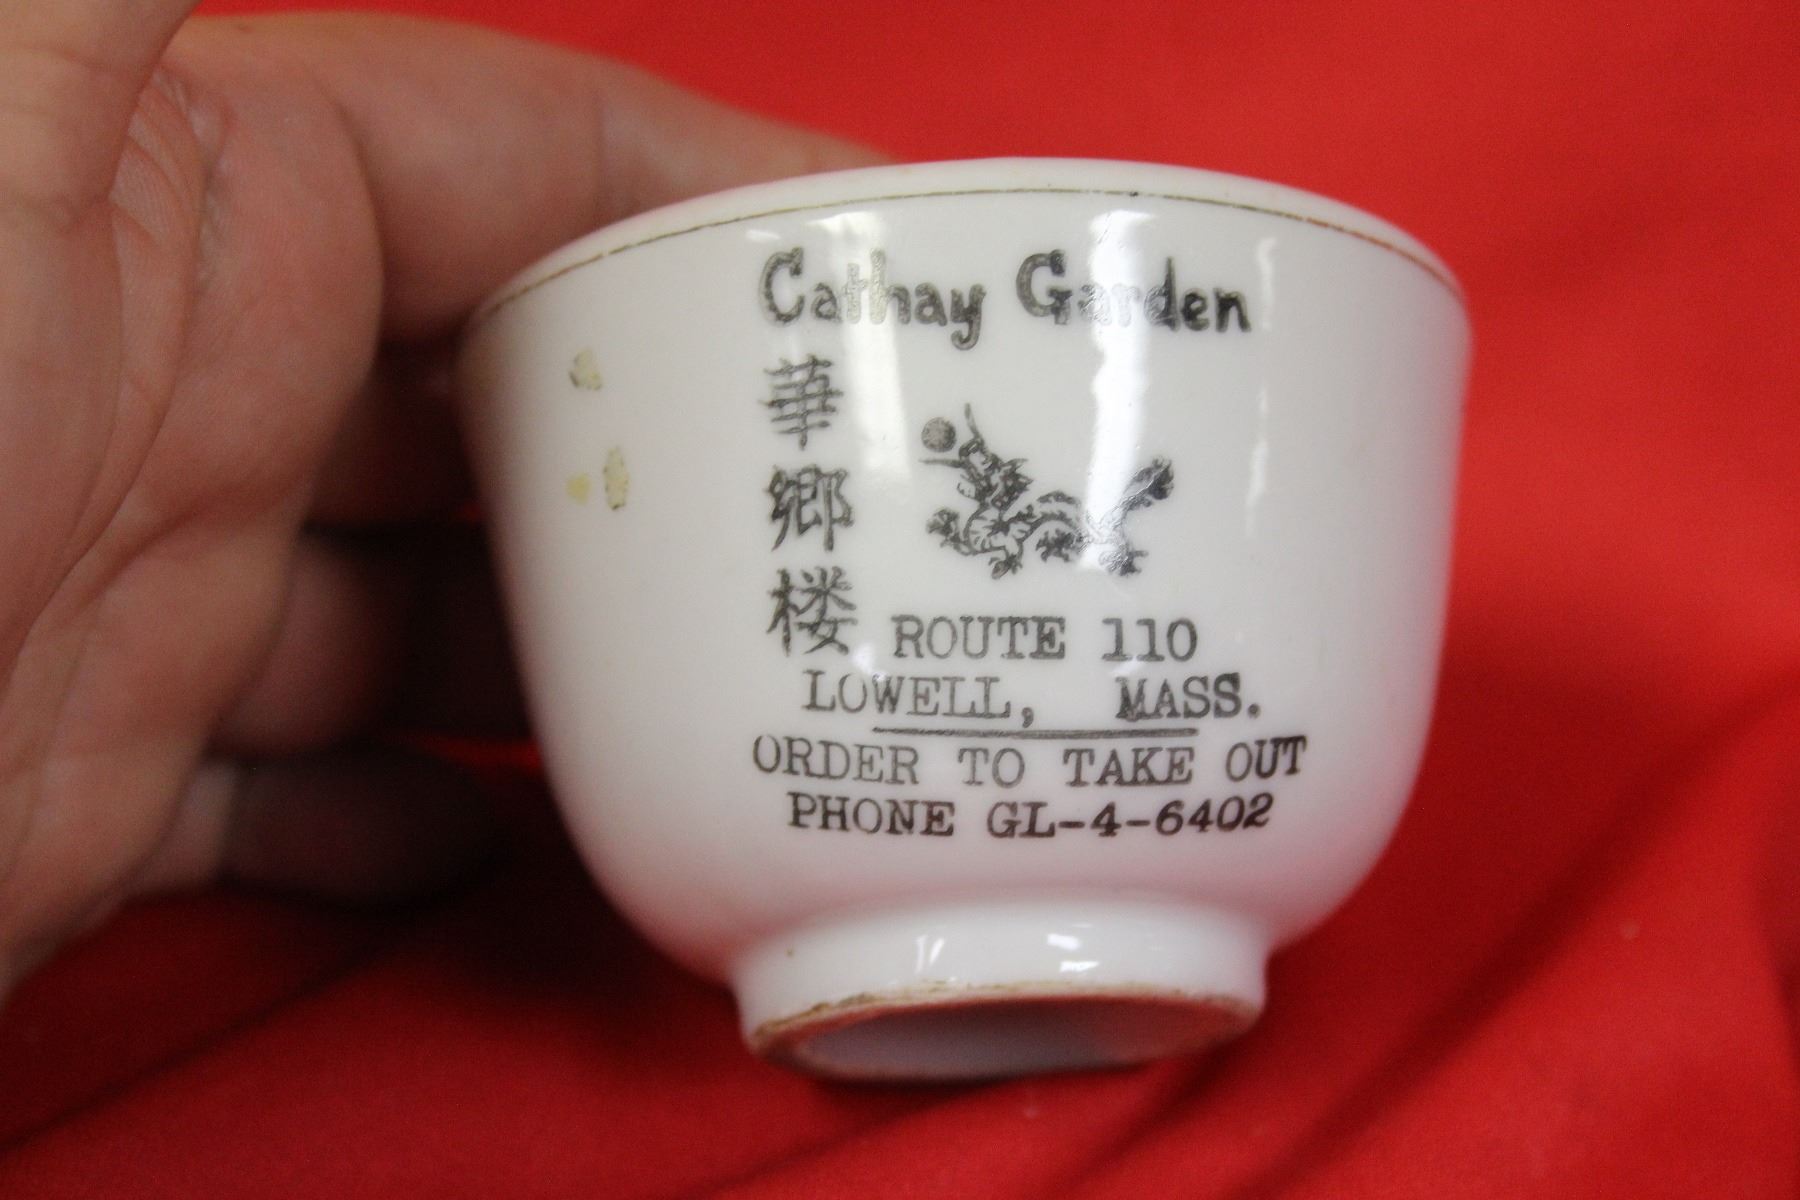 Cathay Garden
華鄉楼
ROUTE 110
LOWELL, MASS.
ORDER TO TAKE OUT
PHONE GL-4-6402